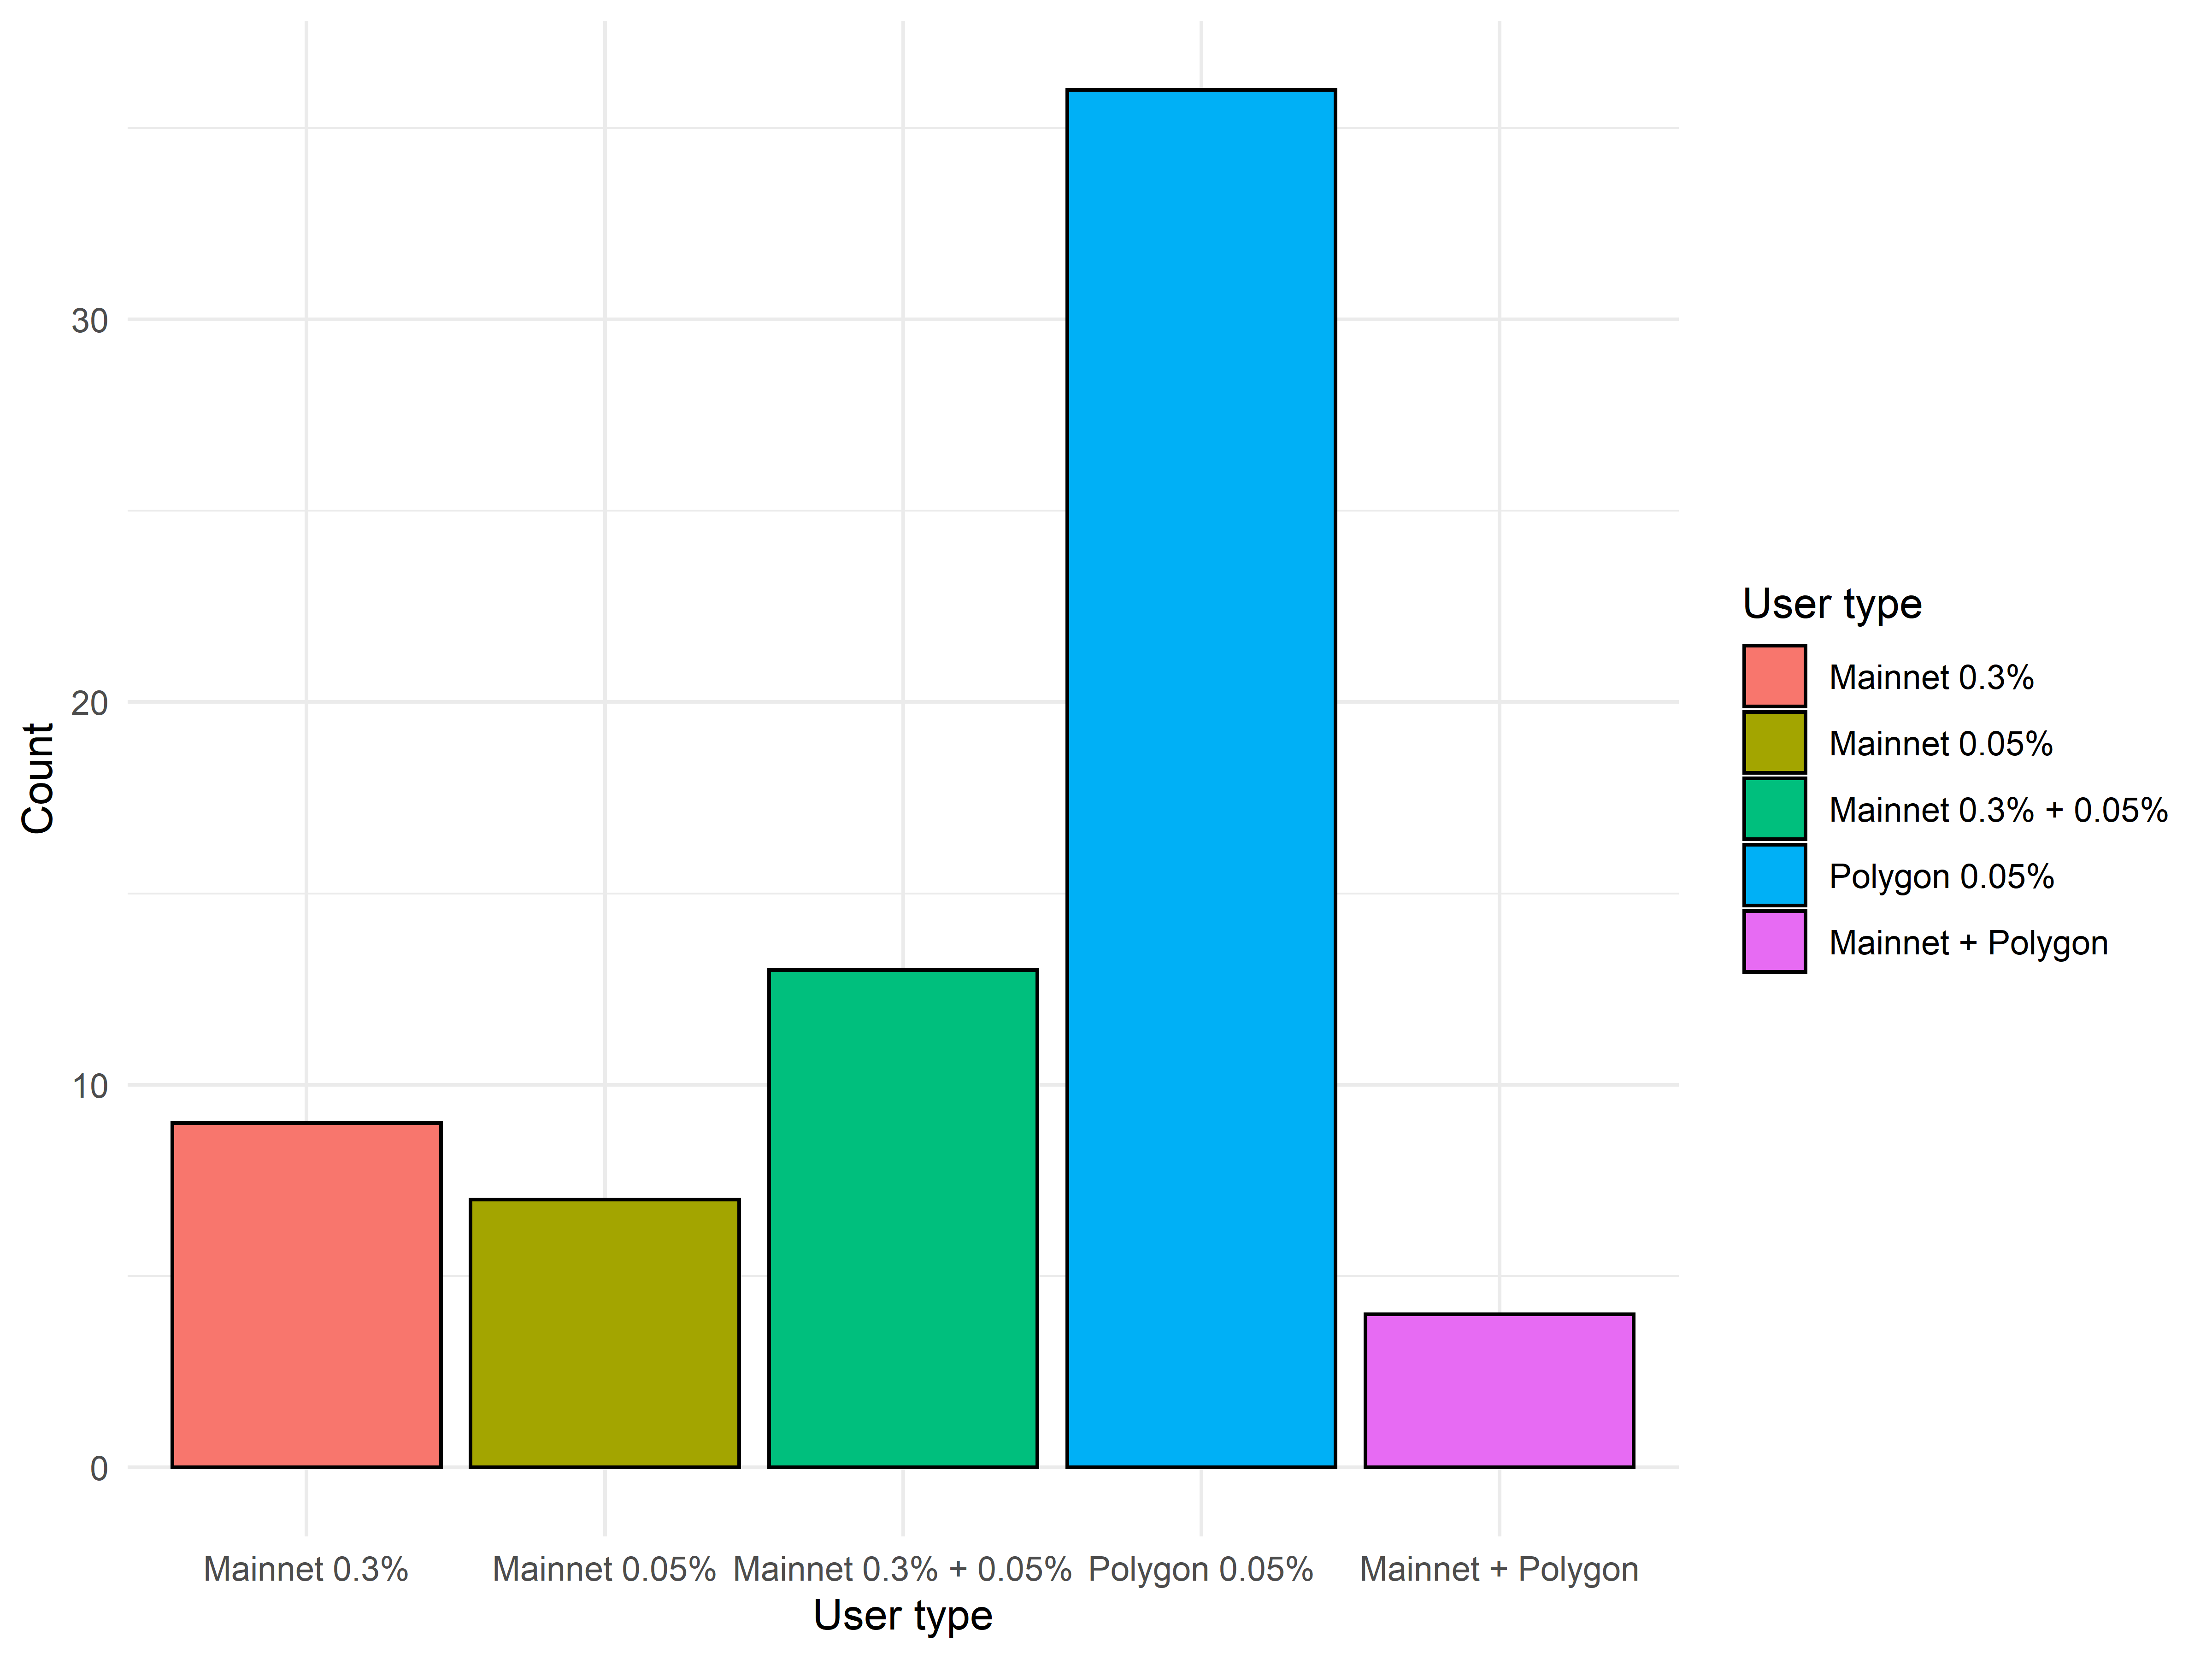 Count
30
20
10
0
Mainnet 0.3%
Mainnet 0.05%
Mainnet 0.3% + 0.05%
Polygon 0.05%
Mainnet + Polygon
User type
User type
Mainnet 0.3%
Mainnet 0.05%
Mainnet 0.3% + 0.05%
Polygon 0.05%
Mainnet + Polygon